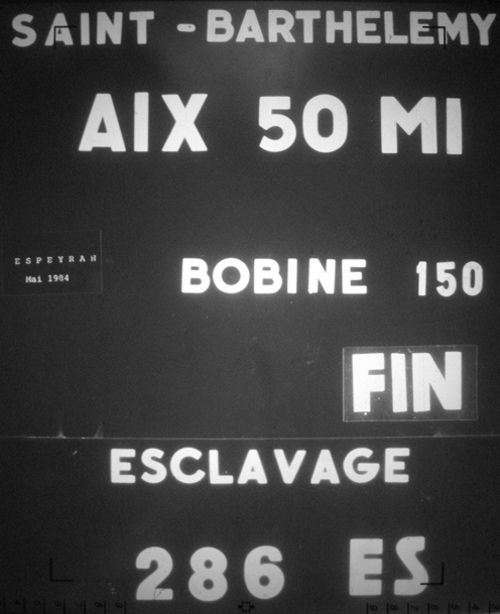 SAINT - BARTHELEMY
AIX 50 MI
ESPEYRAN
Mai 1984
BOBINE 150
FIN
ESCLAVAGE
286 ES